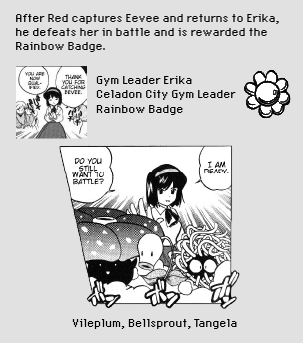 After Red captures Eevee and returns to Erika,
he defeats her in battle and is rewarded the
Rainbow Badge.
YOU ARE
NOW
QUAL-
IFIED.
THANK
YOU FOR
CATCHING
EEVEE.
Gym Leader Erika
Celadon City Gym Leader
Rainbow Badge
DO YOU
STILL
WANT TO
BATTLE?
I AM
READY.
Vileplum, Bellsprout, Tangela